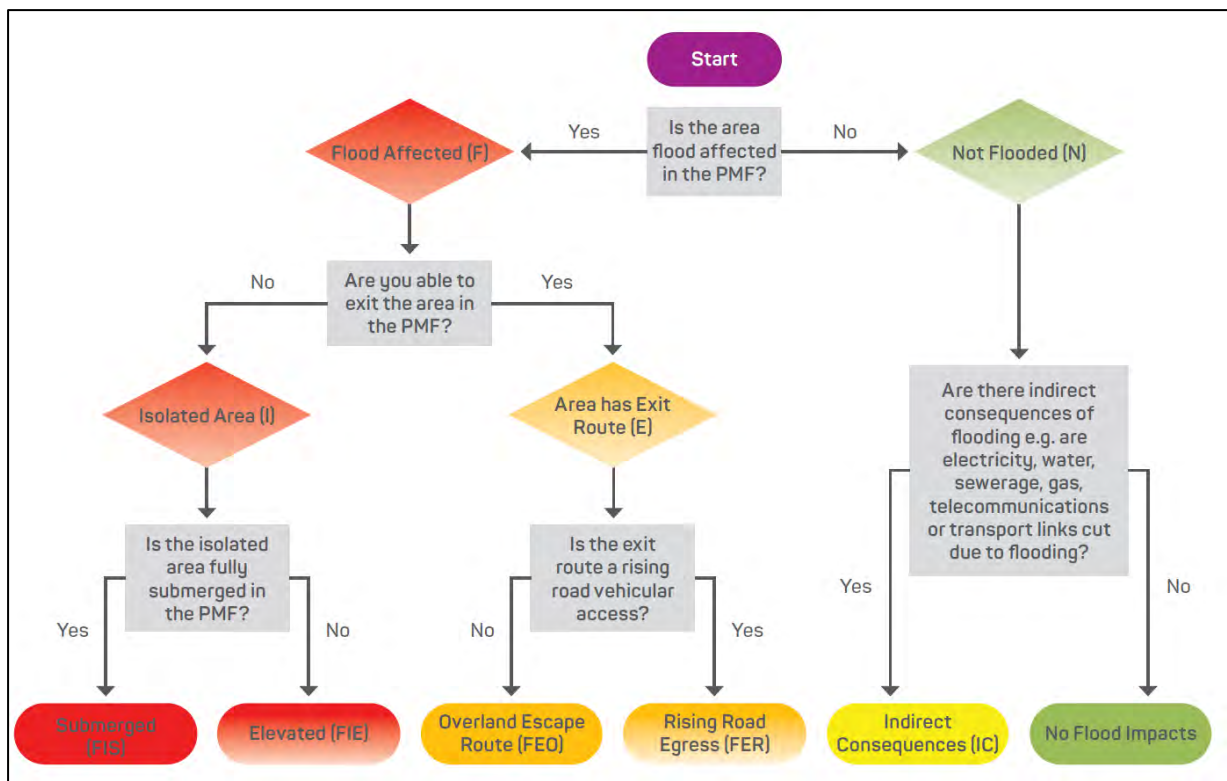 Start
Yes
Is the area
flood affected
in the PMF?
No
Flood Affected (F)
Not Flooded (N)
No
Are you able to
exit the area in
the PMF?
Yes
Isolated Area (I)
Area has Exit
Route (E)
Are there indirect
consequences of
flooding e.g. are
electricity, water,
sewerage, gas,
telecommunications
or transport links cut
due to flooding?
Is the isolated
area fully
submerged in
the PMF?
Is the exit
route a rising
road vehicular
access?
Yes
No
No
Yes
Yes
No
Submerged
(FIS)
Elevated (FIE)
Overland Escape
Route (FEO)
Rising Road
Egress (FER)
Indirect
Consequences (IC)
No Flood Impacts